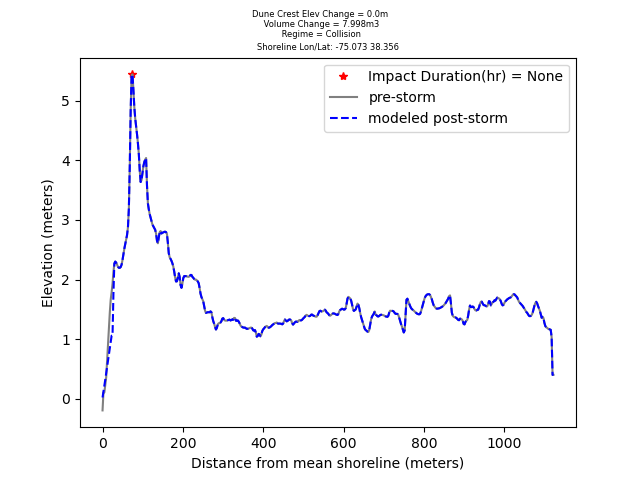 Dune Crest Elev Change = 0.0m
Volume Change = 7.998m3
Regime = Collision
Shoreline Lon/Lat: -75.073 38.356
Impact Duration(hr) = None
pre-storm
modeled post-storm
Elevation (meters)
5
4
3
2
1
0
0
200
400
600
800
1000
Distance from mean shoreline (meters)